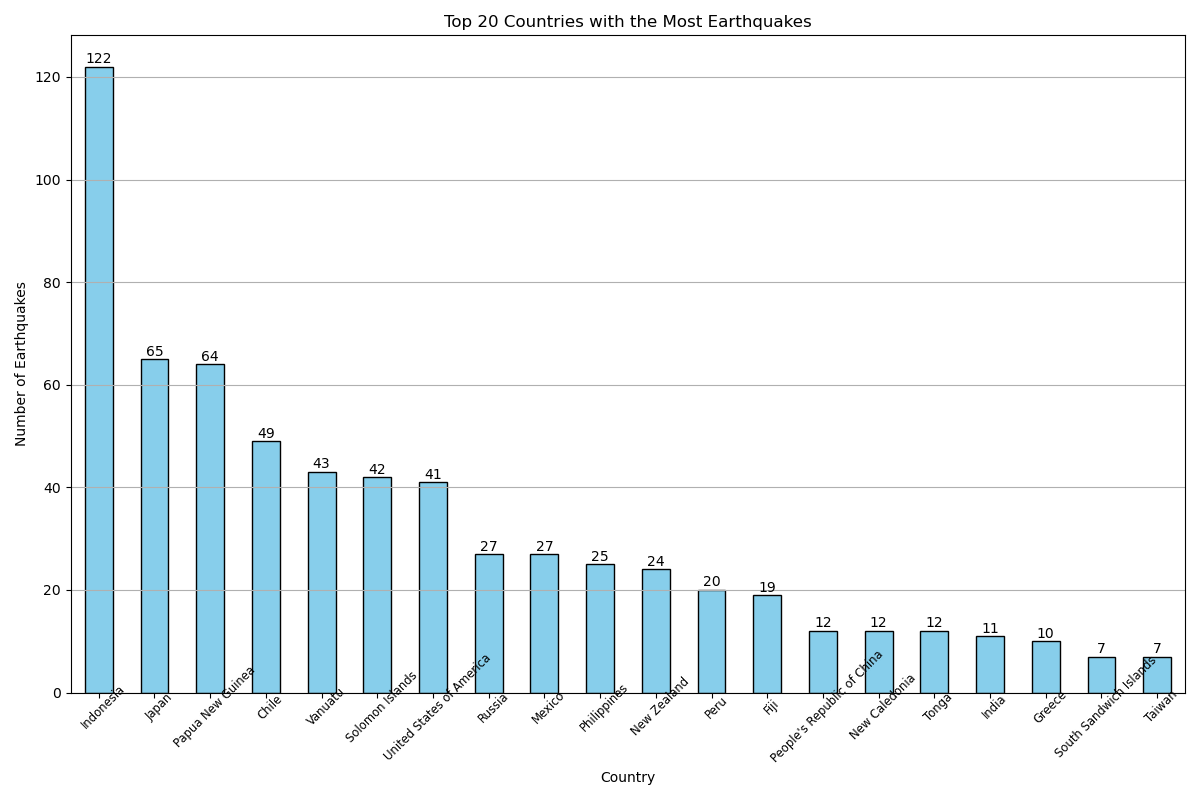 Top 20 Countries with the Most Earthquakes
Number of Earthquakes
120
100
80
60
40
20
0
122
65
64
49
43
42
41
27
27
25
24
20
19
12
12
12
11
10
7
7
Indonesia
Japan
Papua New Guinea
Chile
Vanuatu
Solomon Islands
United States of America
Russia
Mexico
Philippines
New Zealand
Peru
Fiji
People's Republic of China
New Caledonia
Tonga
India
Greece
South Sandwich Islands
Taiwan
Country